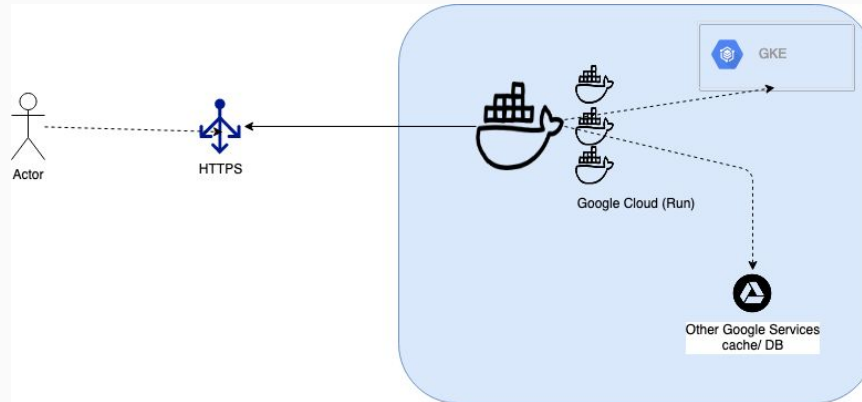 GKE
Actor
HTTPS
Google Cloud (Run)
Other Google Services
cache/ DB